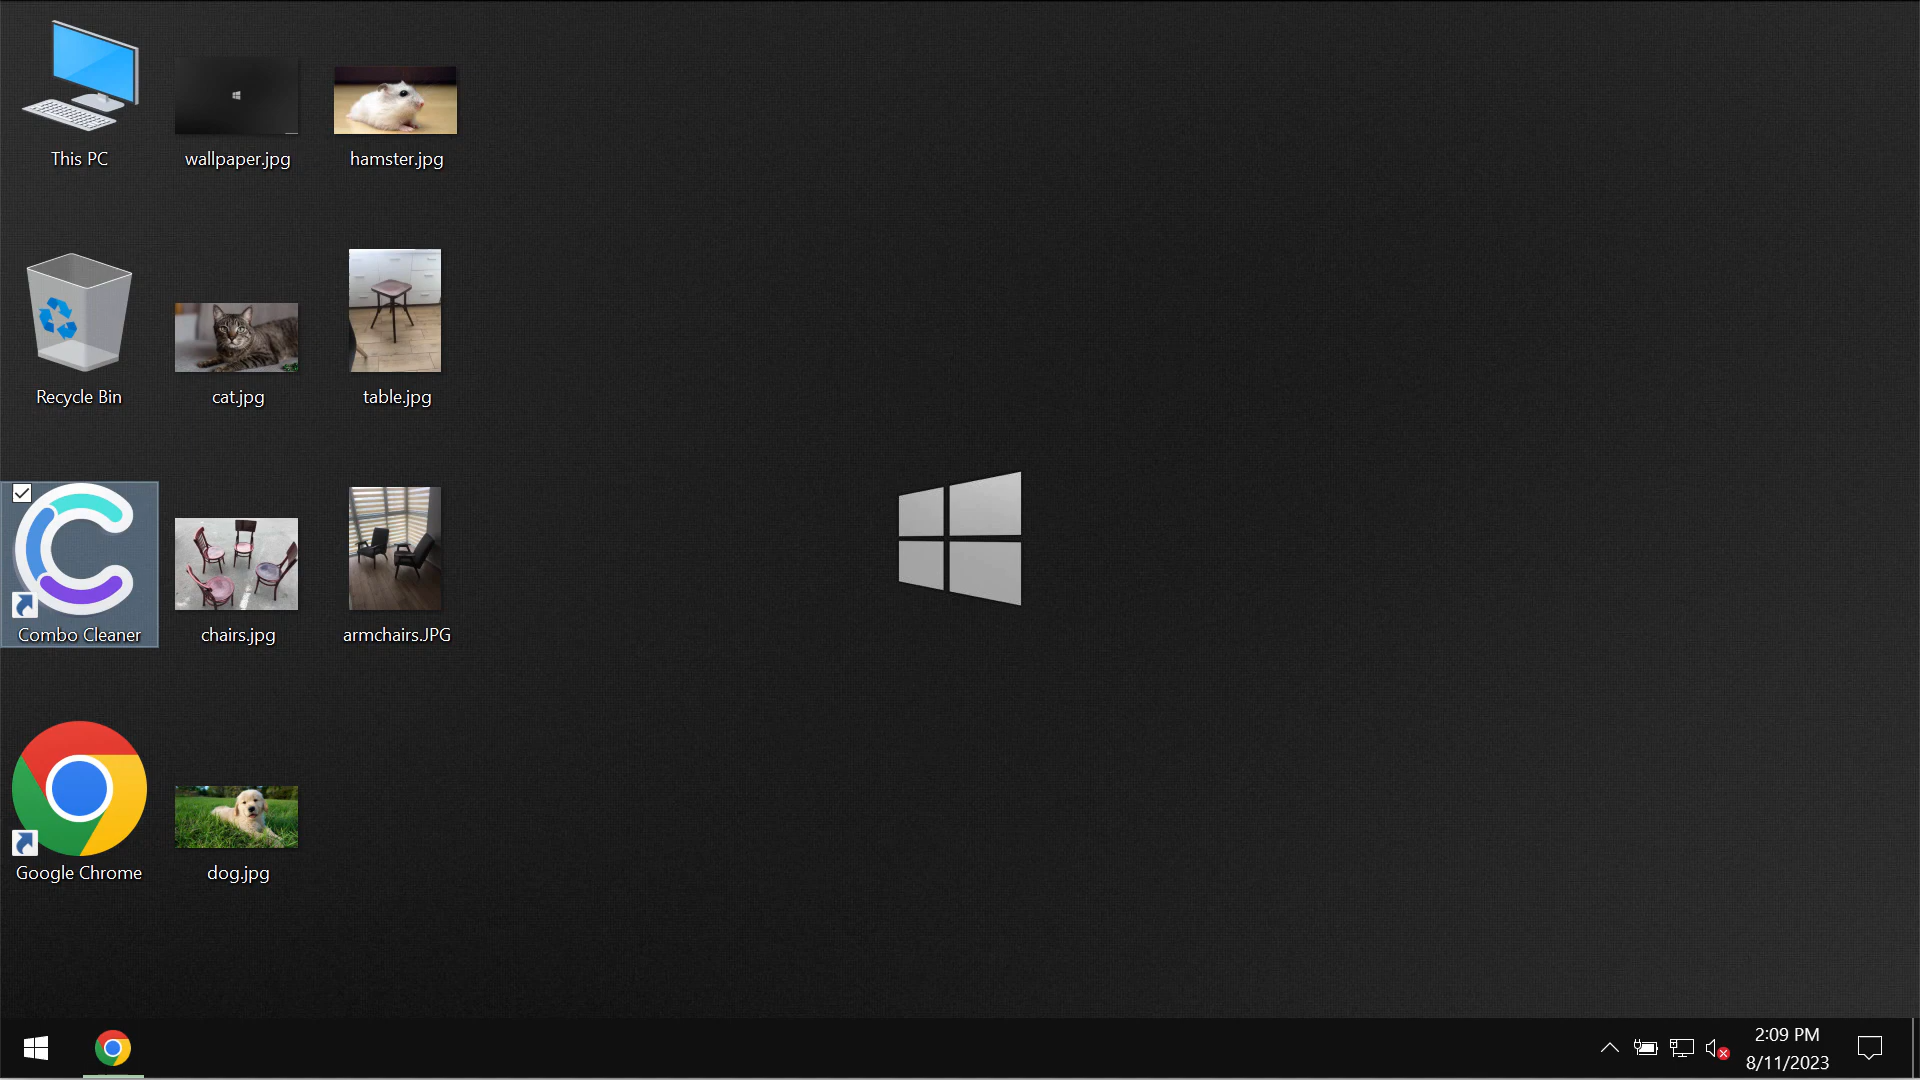 This PC
wallpaper.jpg
hamster.jpg
Recycle Bin
cat.jpg
table.jpg
Combo Cleaner
chairs.jpg
armchairs.JPG
Google Chrome
dog.jpg
2:09 PM
8/11/2023